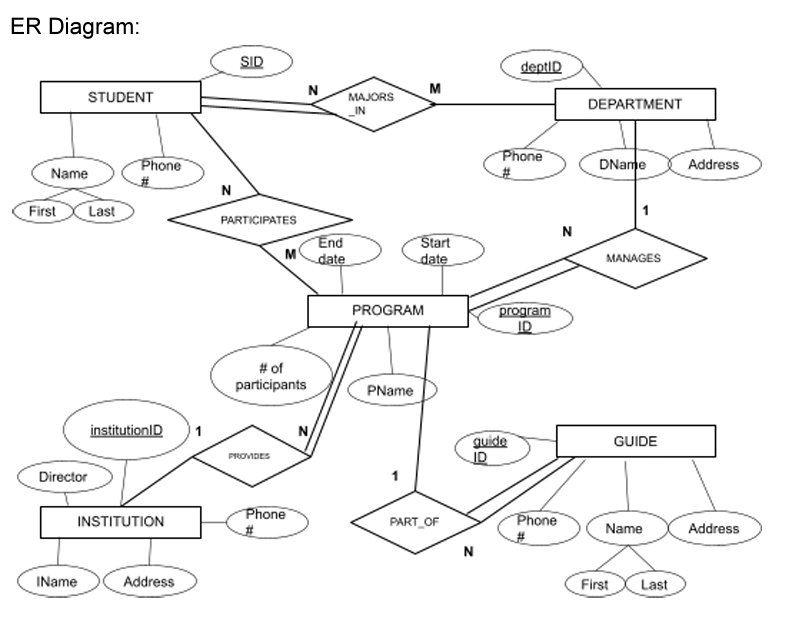 ER Diagram:
SID
STUDENT
N
MAJORS
_IN
M
deptID
DEPARTMENT
Name
Phone
#
First
Last
Phone
#
DName
Address
N
PARTICIPATES
M
End
date
Start
date
N
1
MANAGES
PROGRAM
program
ID
# of
participants
PName
institutionID
1
PROVIDES
N
Director
INSTITUTION
Phone
#
IName
Address
1
PART_OF
N
guide
ID
GUIDE
Phone
#
Name
Address
First
Last